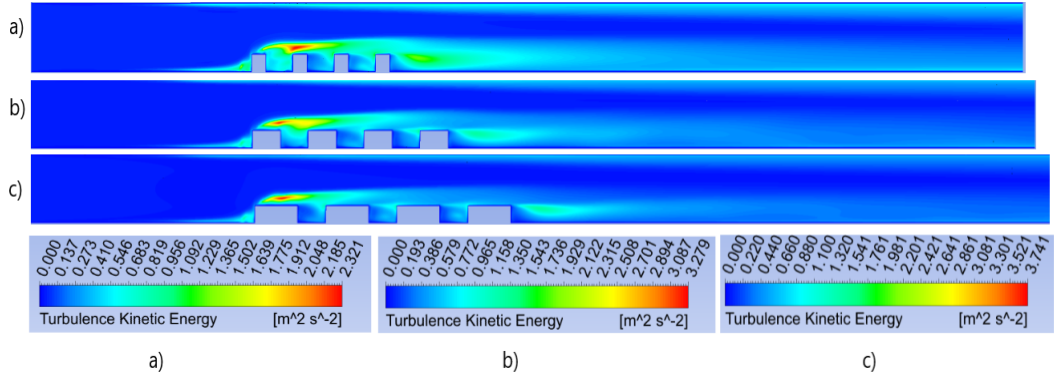 a)
b)
c)
0.000 0.137 0.273 0.410 0.546 0.683 0.819 0.956 1.092 1.229 1.365 1.502 1.639 1.775 1.912 2.048 2.185 2.321
Turbulence Kinetic Energy [m^2 s^-2]
0.000 0.193 0.386 0.579 0.772 0.965 1.158 1.350 1.543 1.736 1.929 2.122 2.315 2.508 2.701 2.894 3.087 3.279
Turbulence Kinetic Energy [m^2 s^-2]
0.000 0.220 0.440 0.660 0.880 1.100 1.320 1.541 1.761 1.981 2.201 2.421 2.641 2.861 3.081 3.301 3.521 3.741
Turbulence Kinetic Energy [m^2 s^-2]
a) b) c)